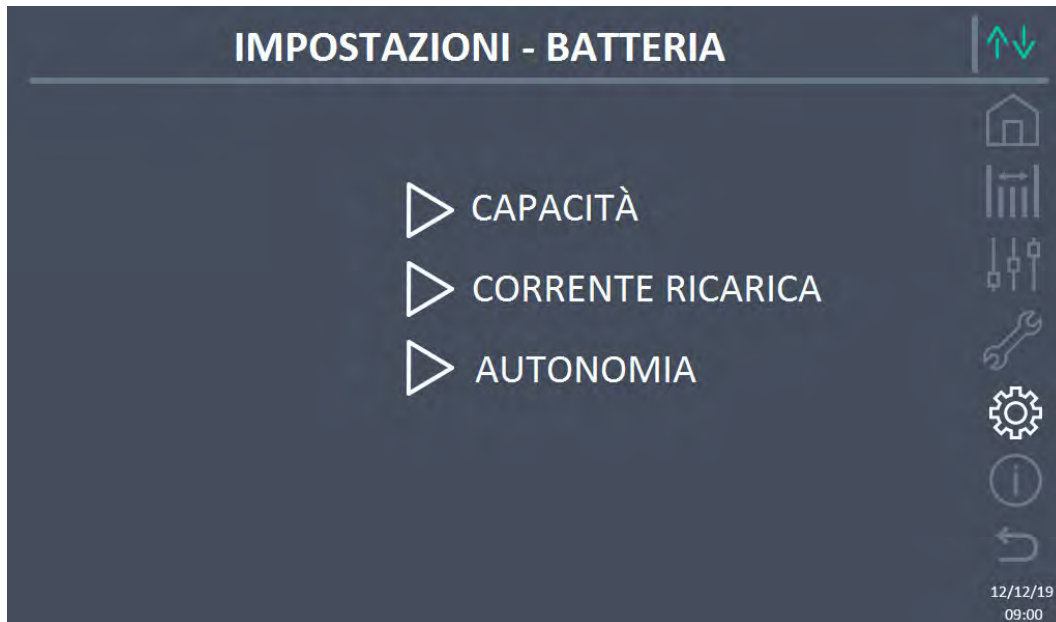 IMPOSTAZIONI - BATTERIA
CAPACITÀ
CORRENTE RICARICA
AUTONOMIA
12/12/19
09:00